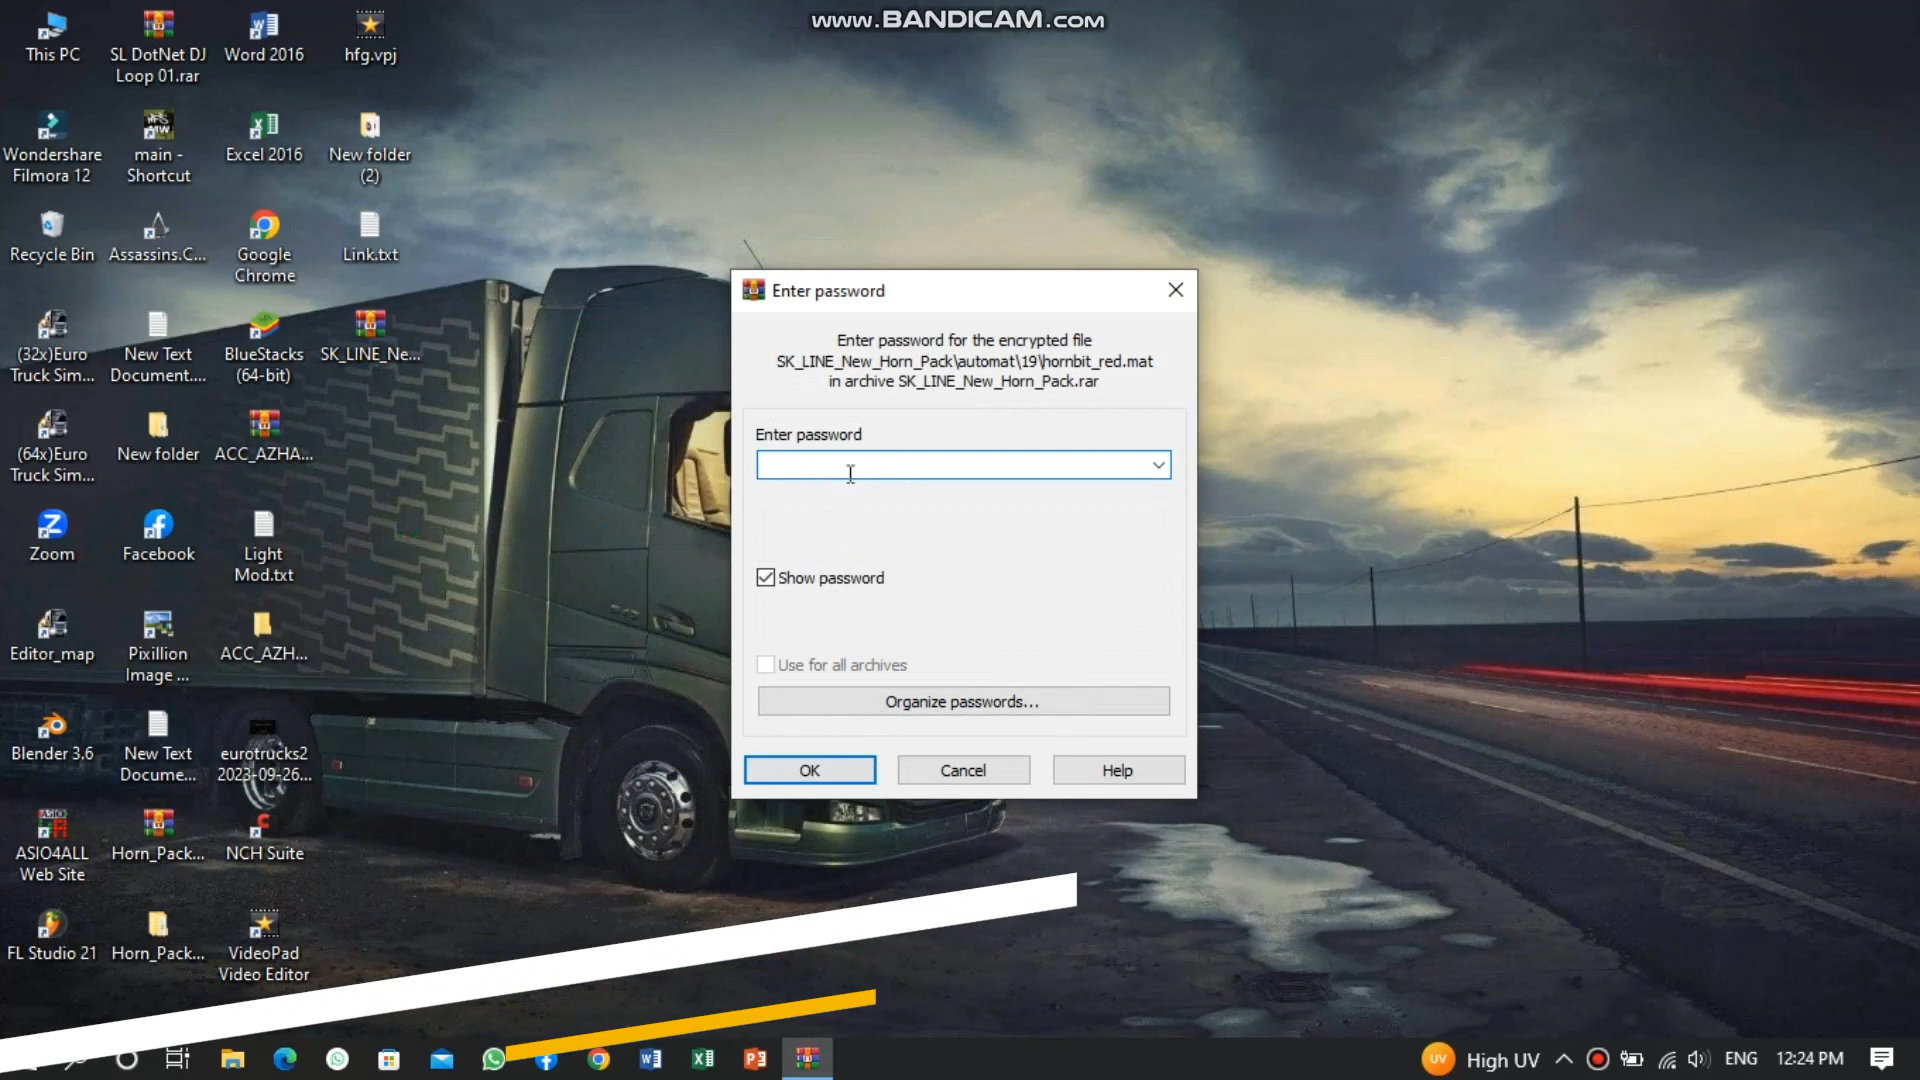 www.BANDICAM.com
This PC
SL DotNet DJ
Loop 01.rar
Word 2016
hfg.vpj
Wondershare
Filmora 12
main -
Shortcut
Excel 2016
New folder
(2)
Recycle Bin
Assassins.C...
Google
Chrome
Link.txt
(32x)Euro
Truck Sim...
New Text
Document....
BlueStacks
(64-bit)
SK_LINE_Ne...
(64x)Euro
Truck Sim...
New folder
ACC_AZHA...
Zoom
Facebook
Light
Mod.txt
Editor_map
Pixillion
Image ...
ACC_AZH...
Blender 3.6
New Text
Docume...
eurotrucks2
2023-09-26...
ASIO4ALL
Web Site
Horn_Pack...
NCH Suite
FL Studio 21
Horn_Pack...
VideoPad
Video Editor
Enter password
Enter password for the encrypted file
SK_LINE_New_Horn_Pack\automat\19\hornbit_red.mat
in archive SK_LINE_New_Horn_Pack.rar
Enter password
Show password
Use for all archives
Organize passwords...
OK
Cancel
Help
UV
High UV
ENG
12:24 PM